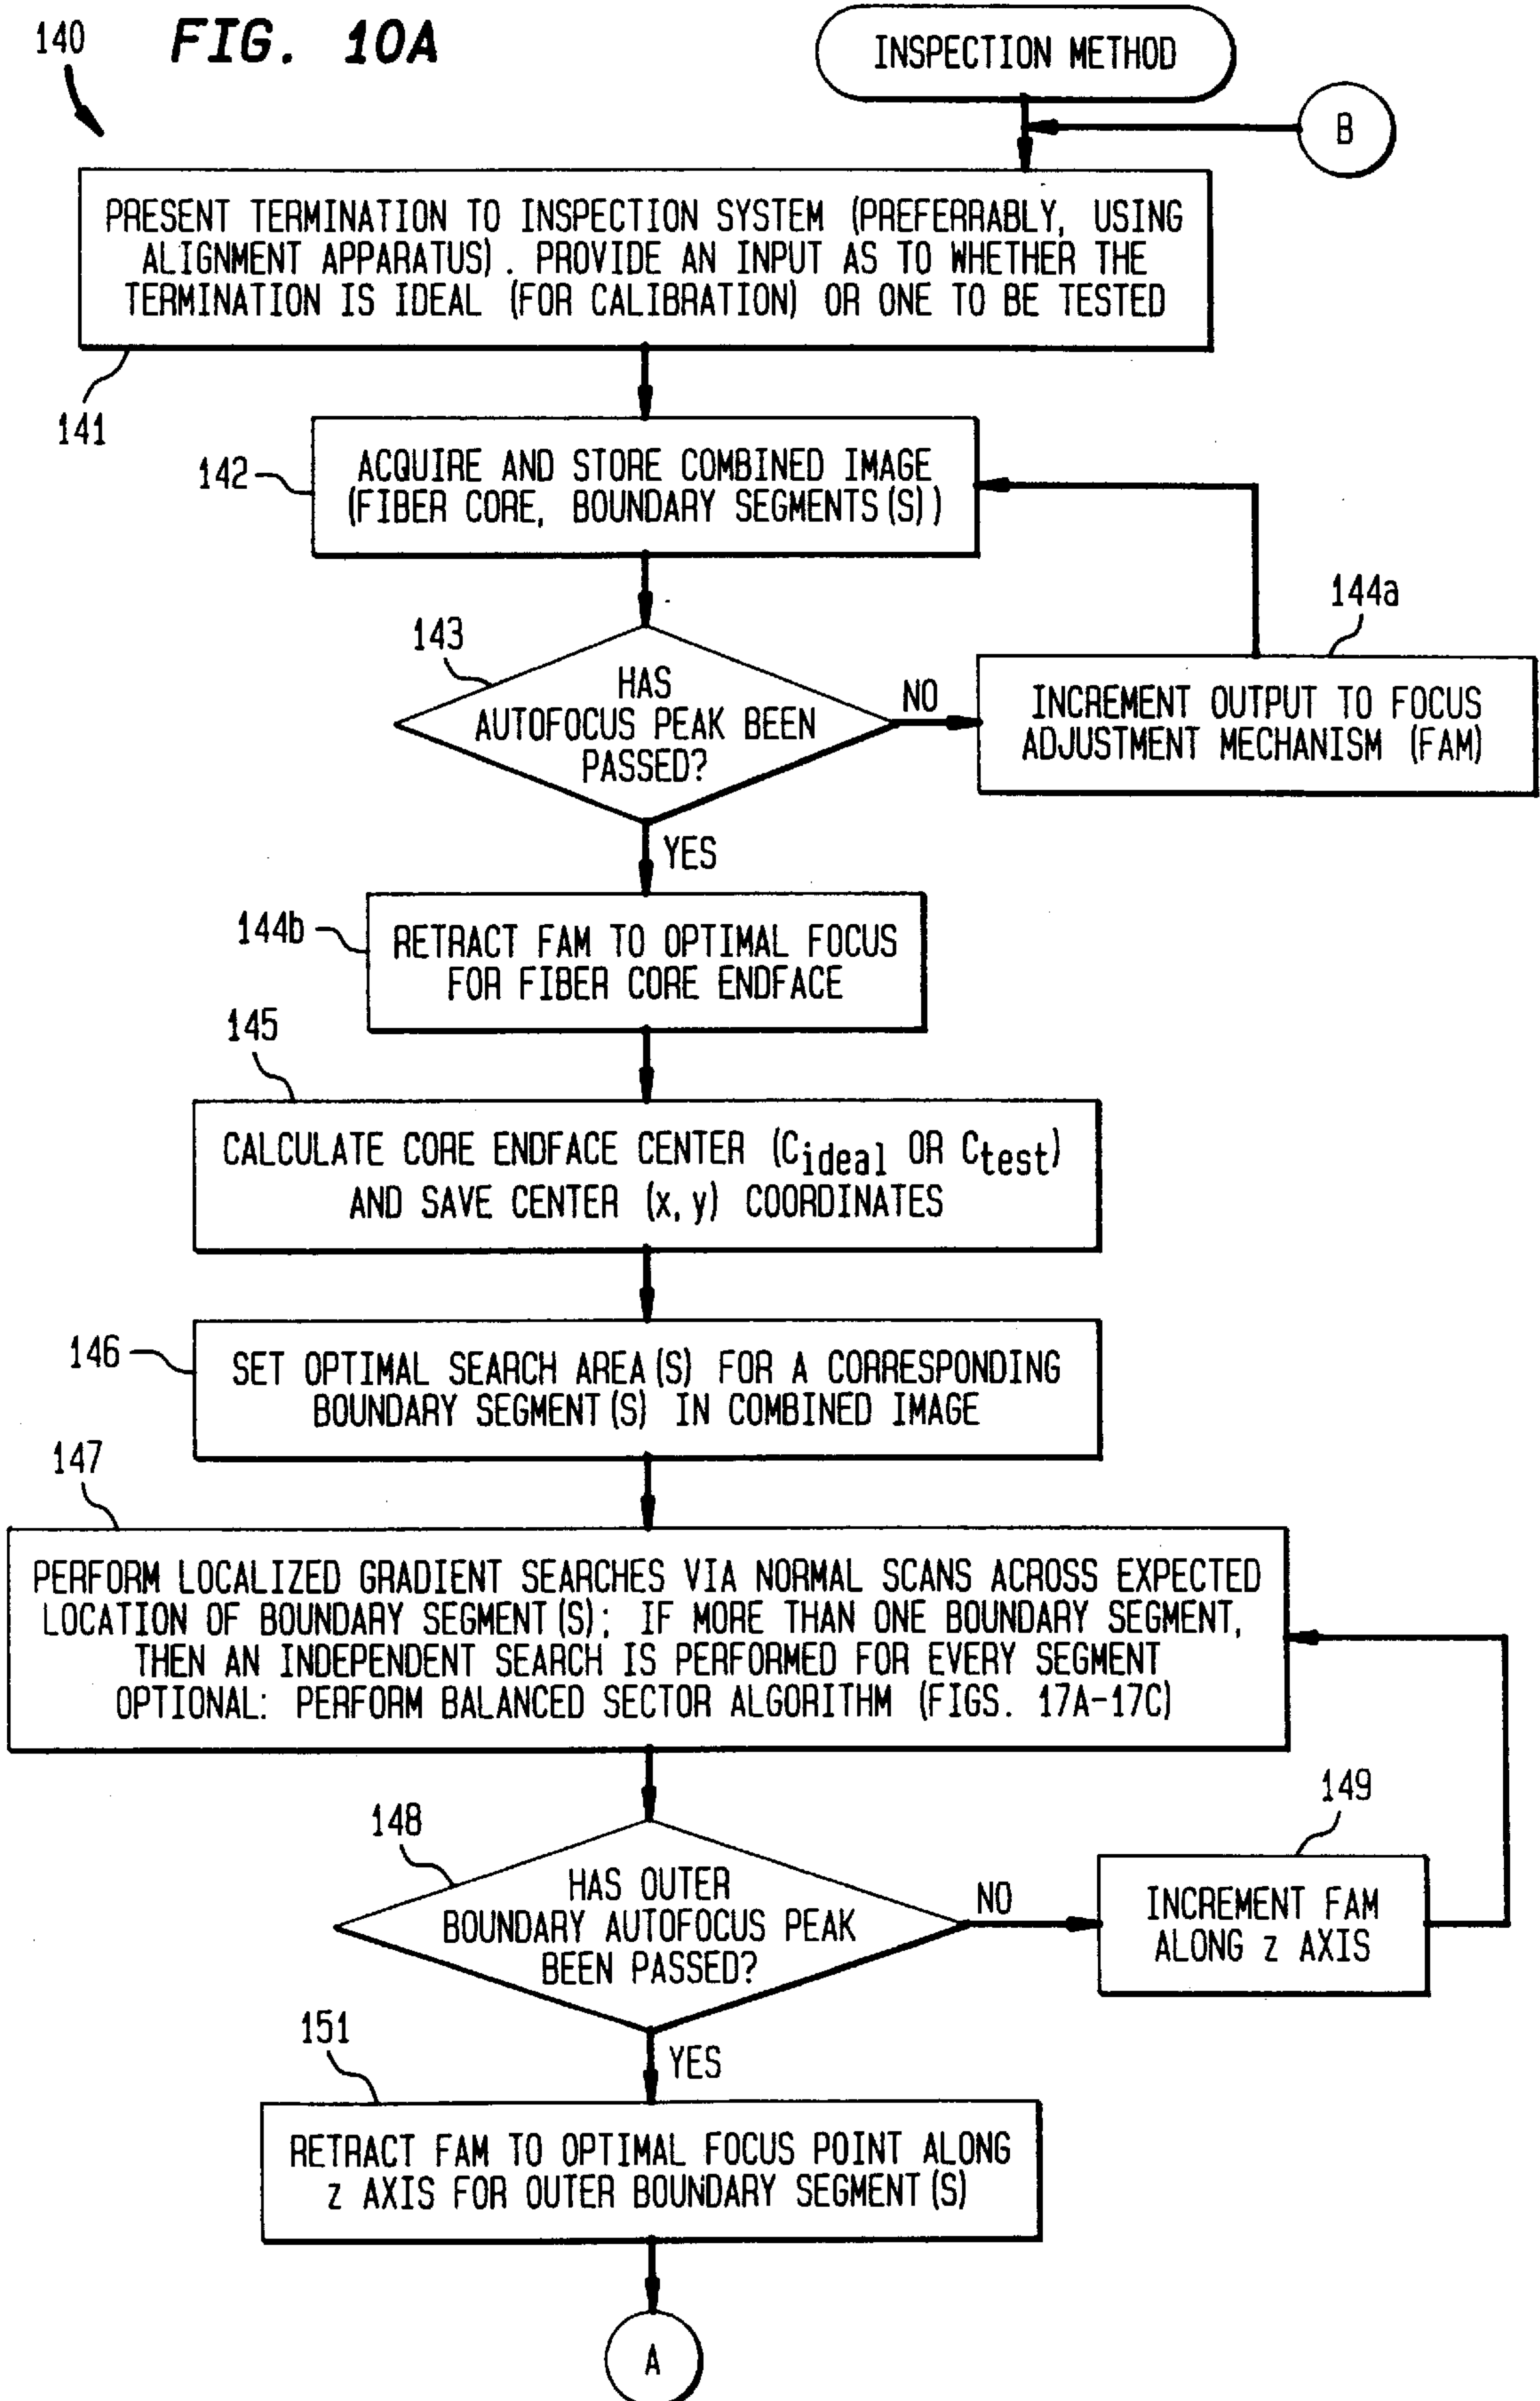 140
FIG. 10A
INSPECTION METHOD
B
PRESENT TERMINATION TO INSPECTION SYSTEM (PREFERRABLY, USING
ALIGNMENT APPARATUS). PROVIDE AN INPUT AS TO WHETHER THE
TERMINATION IS IDEAL (FOR CALIBRATION) OR ONE TO BE TESTED
141
142
ACQUIRE AND STORE COMBINED IMAGE
(FIBER CORE, BOUNDARY SEGMENTS(S))
143
HAS
AUTOFOCUS PEAK BEEN
PASSED?
NO
144a
INCREMENT OUTPUT TO FOCUS
ADJUSTMENT MECHANISM (FAM)
YES
144b
RETRACT FAM TO OPTIMAL FOCUS
FOR FIBER CORE ENDFACE
145
CALCULATE CORE ENDFACE CENTER (Cideal OR Ctest)
AND SAVE CENTER (x,y) COORDINATES
146
SET OPTIMAL SEARCH AREA(S) FOR A CORRESPONDING
BOUNDARY SEGMENT(S) IN COMBINED IMAGE
147
PERFORM LOCALIZED GRADIENT SEARCHES VIA NORMAL SCANS ACROSS EXPECTED
LOCATION OF BOUNDARY SEGMENT(S); IF MORE THAN ONE BOUNDARY SEGMENT,
THEN AN INDEPENDENT SEARCH IS PERFORMED FOR EVERY SEGMENT
OPTIONAL: PERFORM BALANCED SECTOR ALGORITHM (FIGS. 17A-17C)
148
HAS OUTER
BOUNDARY AUTOFOCUS PEAK
BEEN PASSED?
NO
149
INCREMENT FAM
ALONG z AXIS
YES
151
RETRACT FAM TO OPTIMAL FOCUS POINT ALONG
z AXIS FOR OUTER BOUNDARY SEGMENT(S)
A